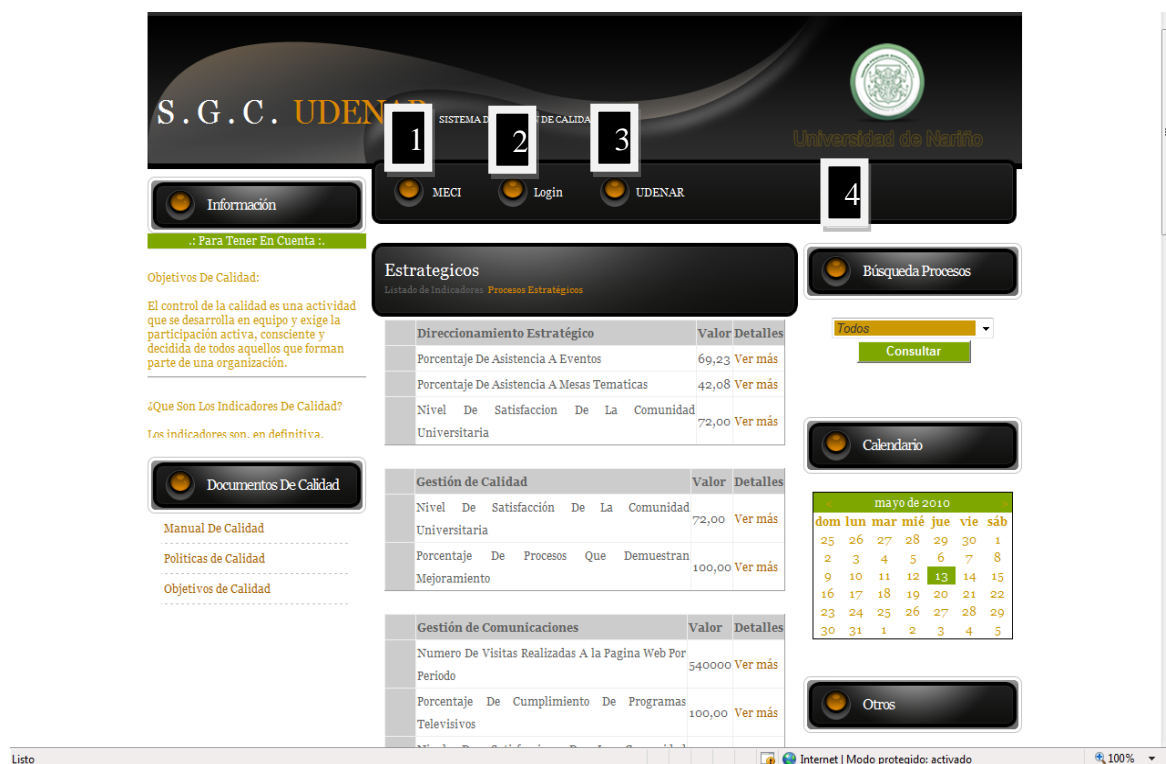 S.G.C. UDENAR
SISTEMA DE CALIDAD
Universidad de Nariño
1
2
3
4
MECI
Login
UDENAR
Información
.: Para Tener En Cuenta :.
Objetivos De Calidad:
El control de la calidad es una actividad
que se desarrolla en equipo y exige la
participación activa, consciente y
decidida de todos aquellos que forman
parte de una organización.
¿Que Son Los Indicadores De Calidad?
Los indicadores son, en definitiva,
Documentos De Calidad
Manual De Calidad
Politicas de Calidad
Objetivos de Calidad
Estrategicos
Listado de Indicadores Procesos Estratégicos
Direccionamiento Estratégico Valor Detalles
Porcentaje De Asistencia A Eventos 69,23 Ver más
Porcentaje De Asistencia A Mesas Tematicas 42,08 Ver más
Nivel De Satisfaccion De La Comunidad
Universitaria 72,00 Ver más
Gestión de Calidad Valor Detalles
Nivel De Satisfacción De La Comunidad
Universitaria 72,00 Ver más
Porcentaje De Procesos Que Demuestran
Mejoramiento 100,00 Ver más
Gestión de Comunicaciones Valor Detalles
Numero De Visitas Realizadas A la Pagina Web Por
Periodo 540000 Ver más
Porcentaje De Cumplimiento De Programas
Televisivos 100,00 Ver más
Búsqueda Procesos
Todos
Consultar
Calendario
mayo de 2010
dom lun mar mié jue vie sáb
25 26 27 28 29 30 1
2 3 4 5 6 7 8
9 10 11 12 13 14 15
16 17 18 19 20 21 22
23 24 25 26 27 28 29
30 31 1 2 3 4 5
Otros
Listo
Internet | Modo protegido: activado
100%